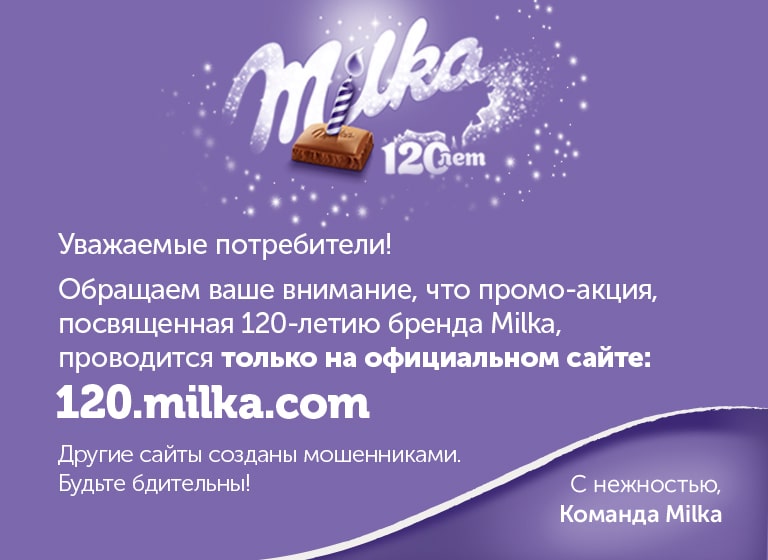 Milka
120 лет
Уважаемые потребители!
Обращаем ваше внимание, что промо-акция,
посвященная 120-летию бренда Milka,
проводится только на официальном сайте:
120.milka.com
Другие сайты созданы мошенниками.
Будьте бдительны!
С нежностью,
Команда Milka